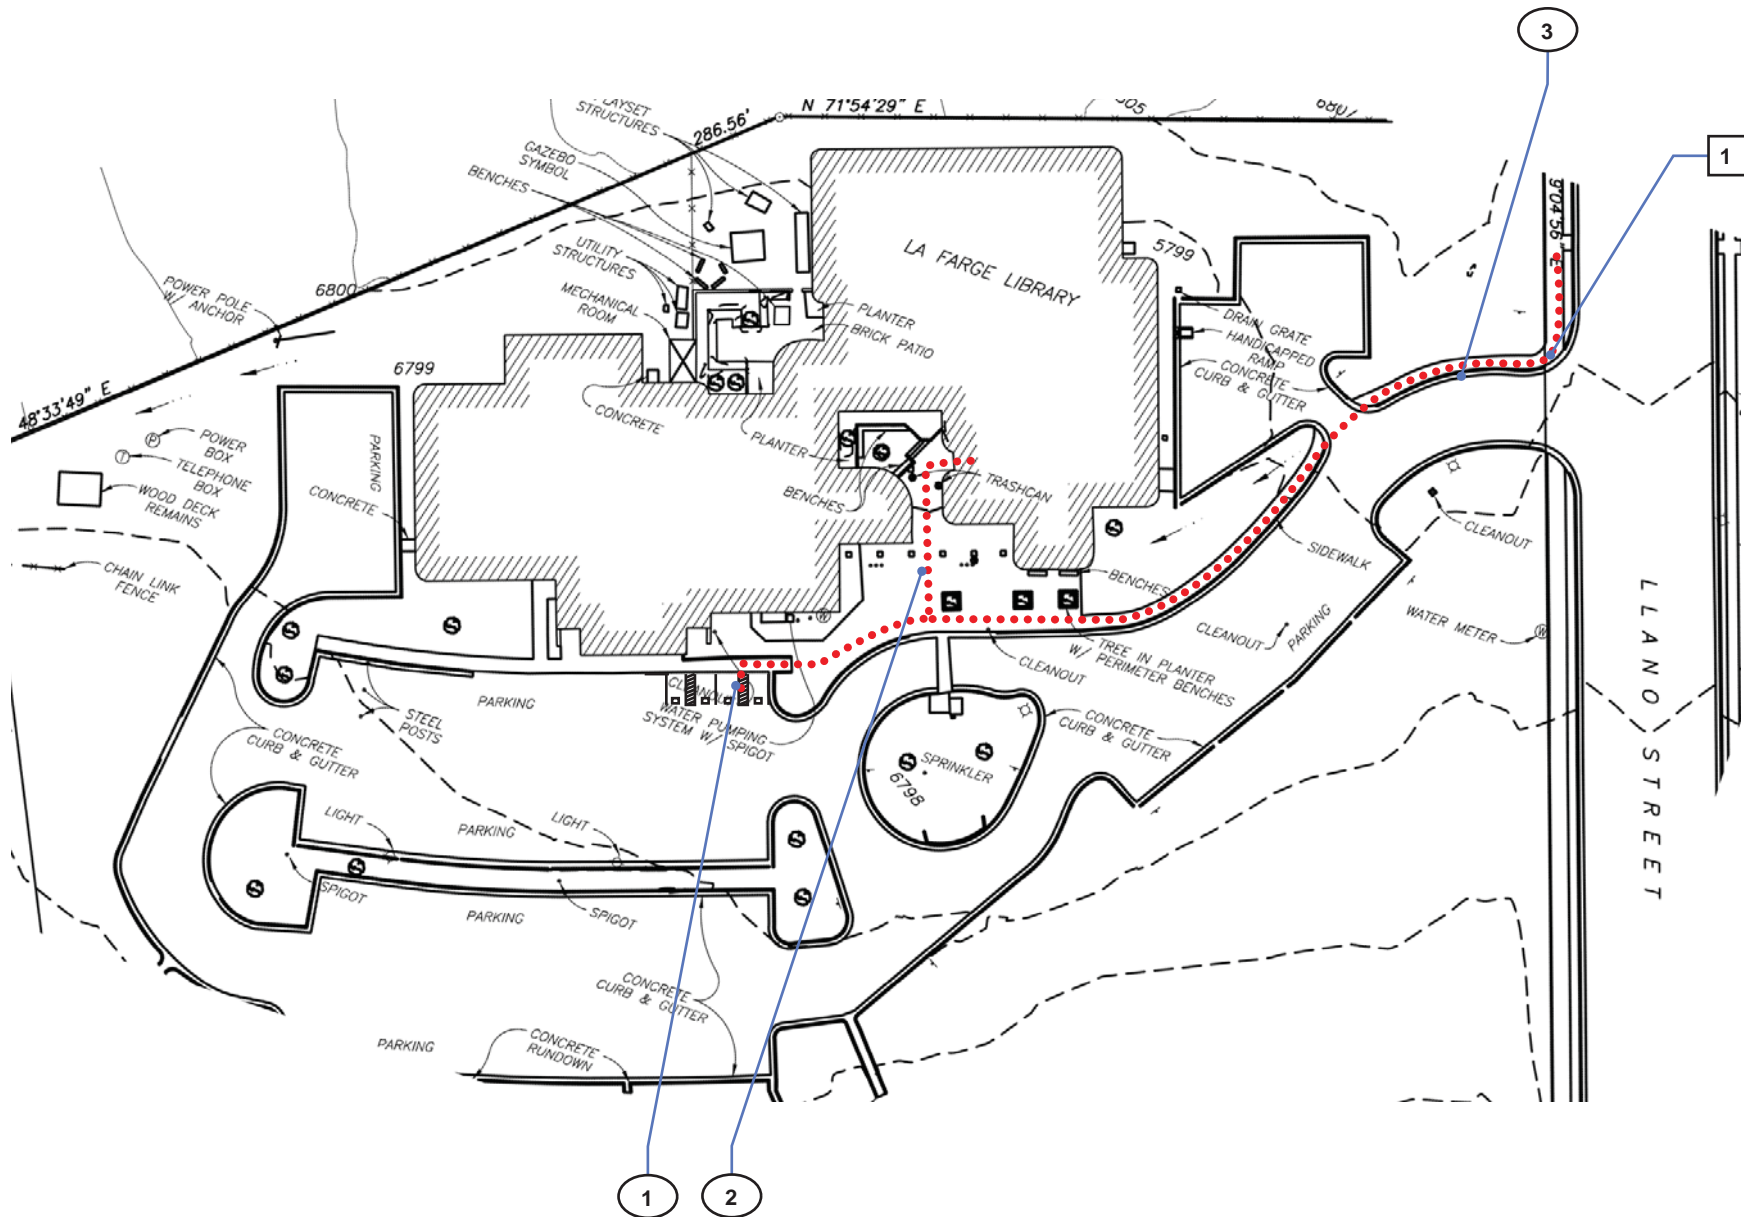 3
N 71°54'29" E
STRUCTURES
286.56'
1
GAZEBO
SYMBOL
BENCHES
LA FARGE LIBRARY
5799
UTILITY
STRUCTURES
POWER POLE
W/ ANCHOR
6800
MECHANICAL
ROOM
PLANTER
BRICK PATIO
DRAIN GRATE
HANDICAPPED
RAMP
CONCRETE
CURB & GUTTER
6799
48°33'49" E
CONCRETE
PLANTER
POWER
BOX
TELEPHONE
BOX
WOOD DECK
REMAINS
P
T
PARKING
CONCRETE
BENCHES
TRASHCAN
CLEANOUT
SIDEWALK
CHAIN LINK
FENCE
BENCHES
W
WATER METER
W
CLEANOUT
PARKING
TREE IN PLANTER
W/ PERIMETER BENCHES
CLEANOUT
LLANO STREET
PARKING
STEEL
POSTS
WATER PUMPING
SYSTEM W/ SPIGOT
CONCRETE
CURB & GUTTER
CONCRETE
CURB & GUTTER
SPRINKLER
6798
LIGHT
PARKING
LIGHT
SPIGOT
PARKING
SPIGOT
CONCRETE
CURB & GUTTER
PARKING
CONCRETE
RUNDOWN
1
2